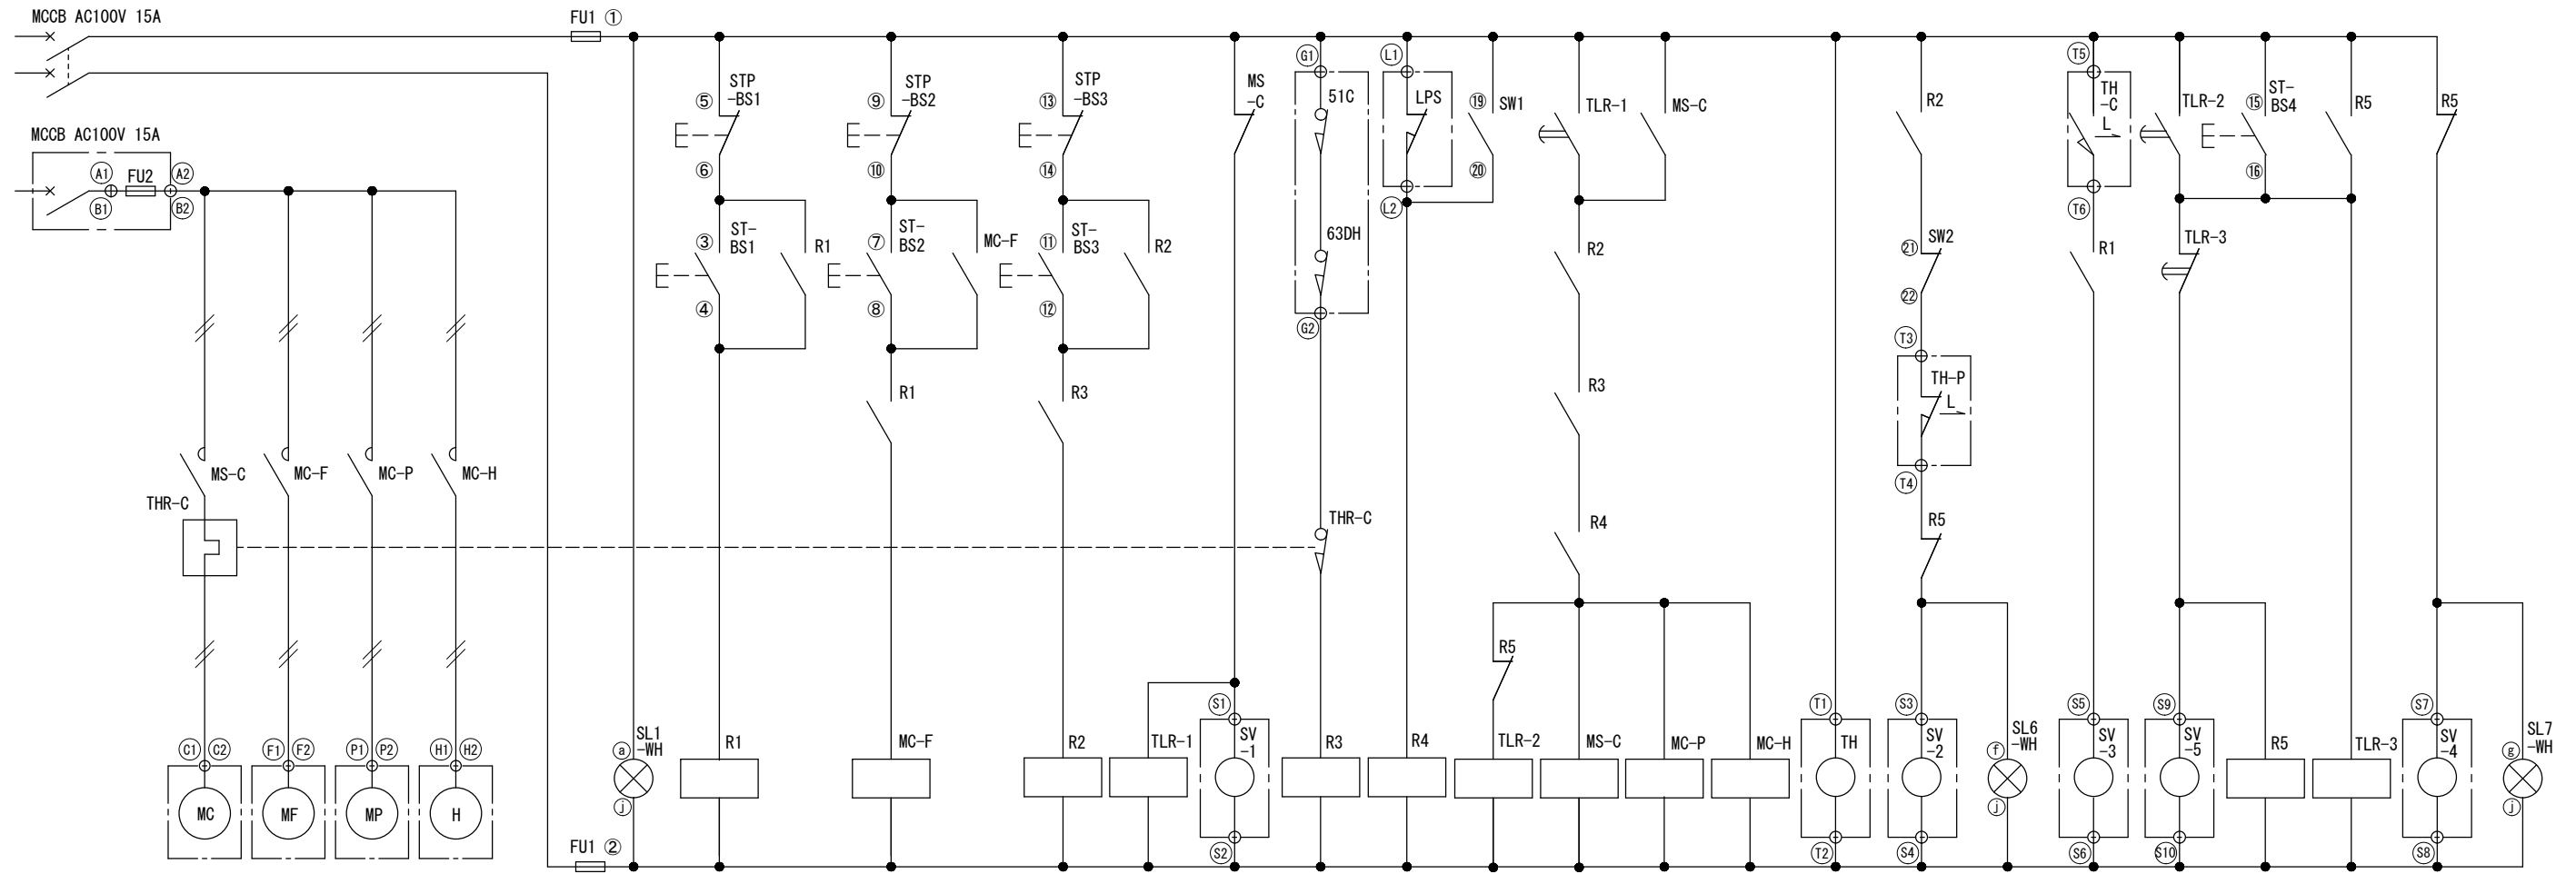 MCCB AC100V 15A
FU1 ①
MCCB AC100V 15A
A1
FU2
A2
B1
B2
MS-C
THR-C
MC-F
MC-P
MC-H
C1
C2
MC
F1
F2
MF
P1
P2
MP
H1
H2
H
FU1 ②
SL1
-WH
a
j
⑤
STP
-BS1
⑥
③
ST-
BS1
④
R1
R1
⑨
STP
-BS2
⑩
⑦
ST-
BS2
⑧
MC-F
R1
MC-F
⑬
STP
-BS3
⑭
⑪
ST-
BS3
⑫
R2
R3
R2
TLR-1
MS
-C
S1
SV
-1
S2
G1
51C
63DH
G2
THR-C
R3
L1
LPS
L2
R4
⑲
SW1
⑳
TLR-1
MS-C
R2
R3
R4
R5
TLR-2
MS-C
MC-P
MC-H
T1
TH
T2
R2
㉑
SW2
㉒
T3
TH-P
L
T4
R5
S3
SV
-2
S4
SL6
-WH
f
j
T5
TH
-C
L
T6
R1
S5
SV
-3
S6
TLR-2
⑮
ST-
BS4
⑯
R5
TLR-3
S9
SV
-5
S10
R5
TLR-3
R5
S7
SV
-4
S8
SL7
-WH
g
j